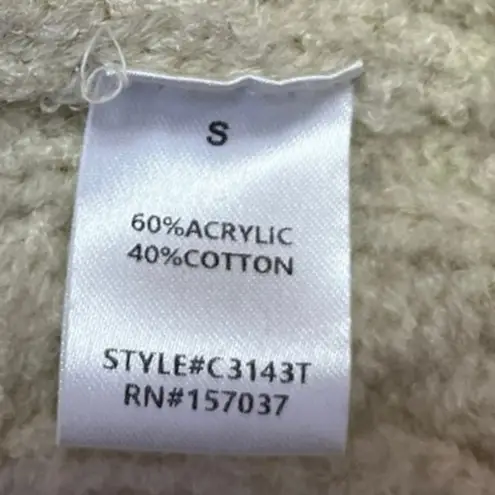 S
60%ACRYLIC
40%COTTON
STYLE#C3143T
RN#157037